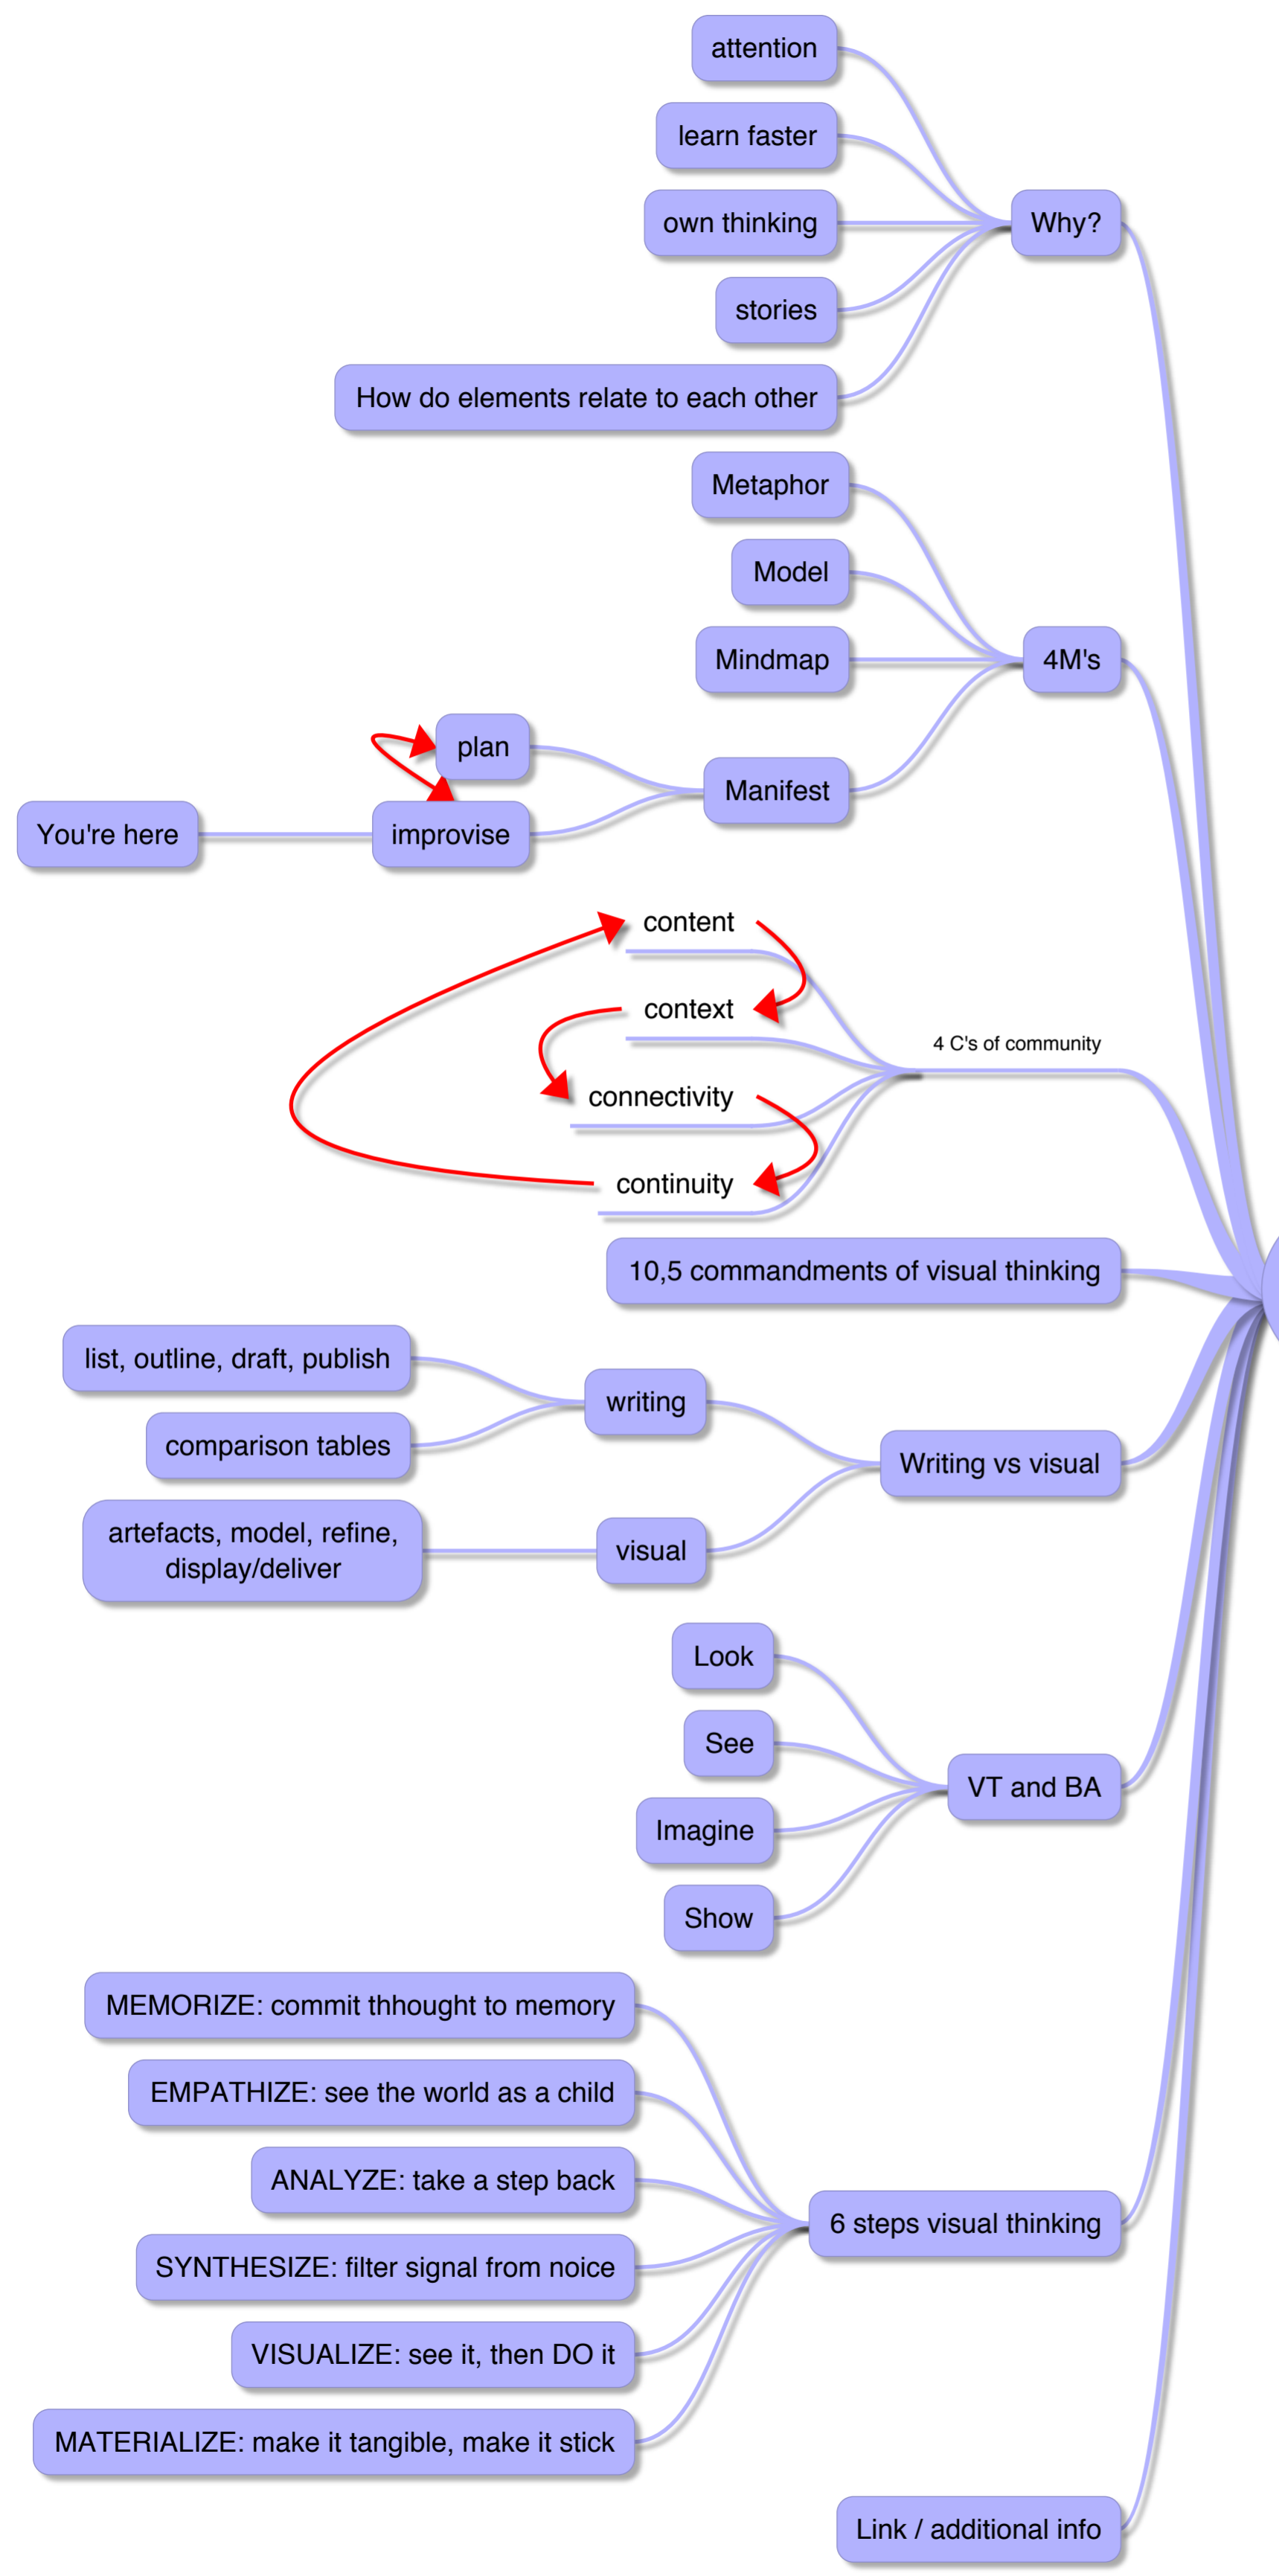 attention
learn faster
own thinking
stories
How do elements relate to each other
Why?
Metaphor
Model
Mindmap
Manifest
4M's
plan
improvise
You're here
content
context
connectivity
continuity
4 C's of community
10,5 commandments of visual thinking
list, outline, draft, publish
comparison tables
writing
artefacts, model, refine,
display/deliver
visual
Writing vs visual
Look
See
Imagine
Show
VT and BA
MEMORIZE: commit thhought to memory
EMPATHIZE: see the world as a child
ANALYZE: take a step back
SYNTHESIZE: filter signal from noice
VISUALIZE: see it, then DO it
MATERIALIZE: make it tangible, make it stick
6 steps visual thinking
Link / additional info